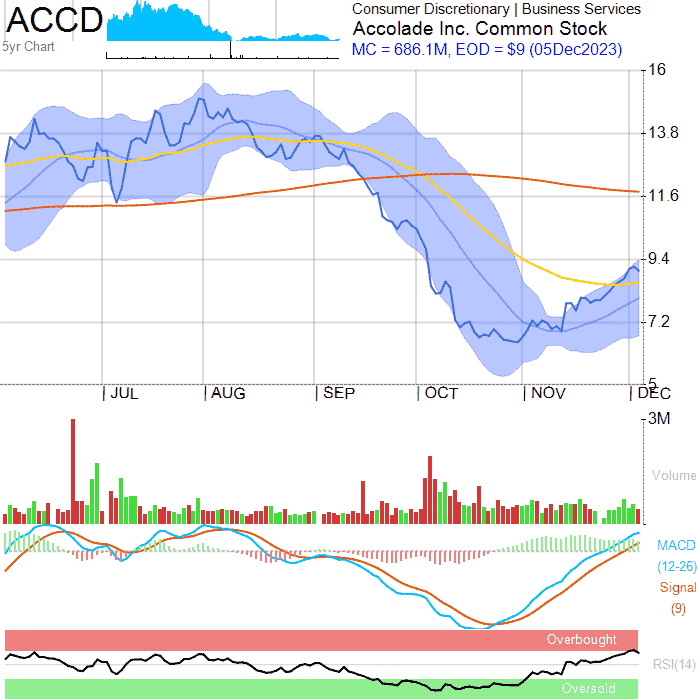 ACCD
5yr Chart
Consumer Discretionary | Business Services
Accolade Inc. Common Stock
MC = 686.1M, EOD = $9 (05Dec2023)
16
13.8
11.6
9.4
7.2
5
JUL AUG SEP OCT NOV DEC
3M
Volume
MACD
(12-26)
Signal
(9)
Overbought
RSI(14)
Oversold